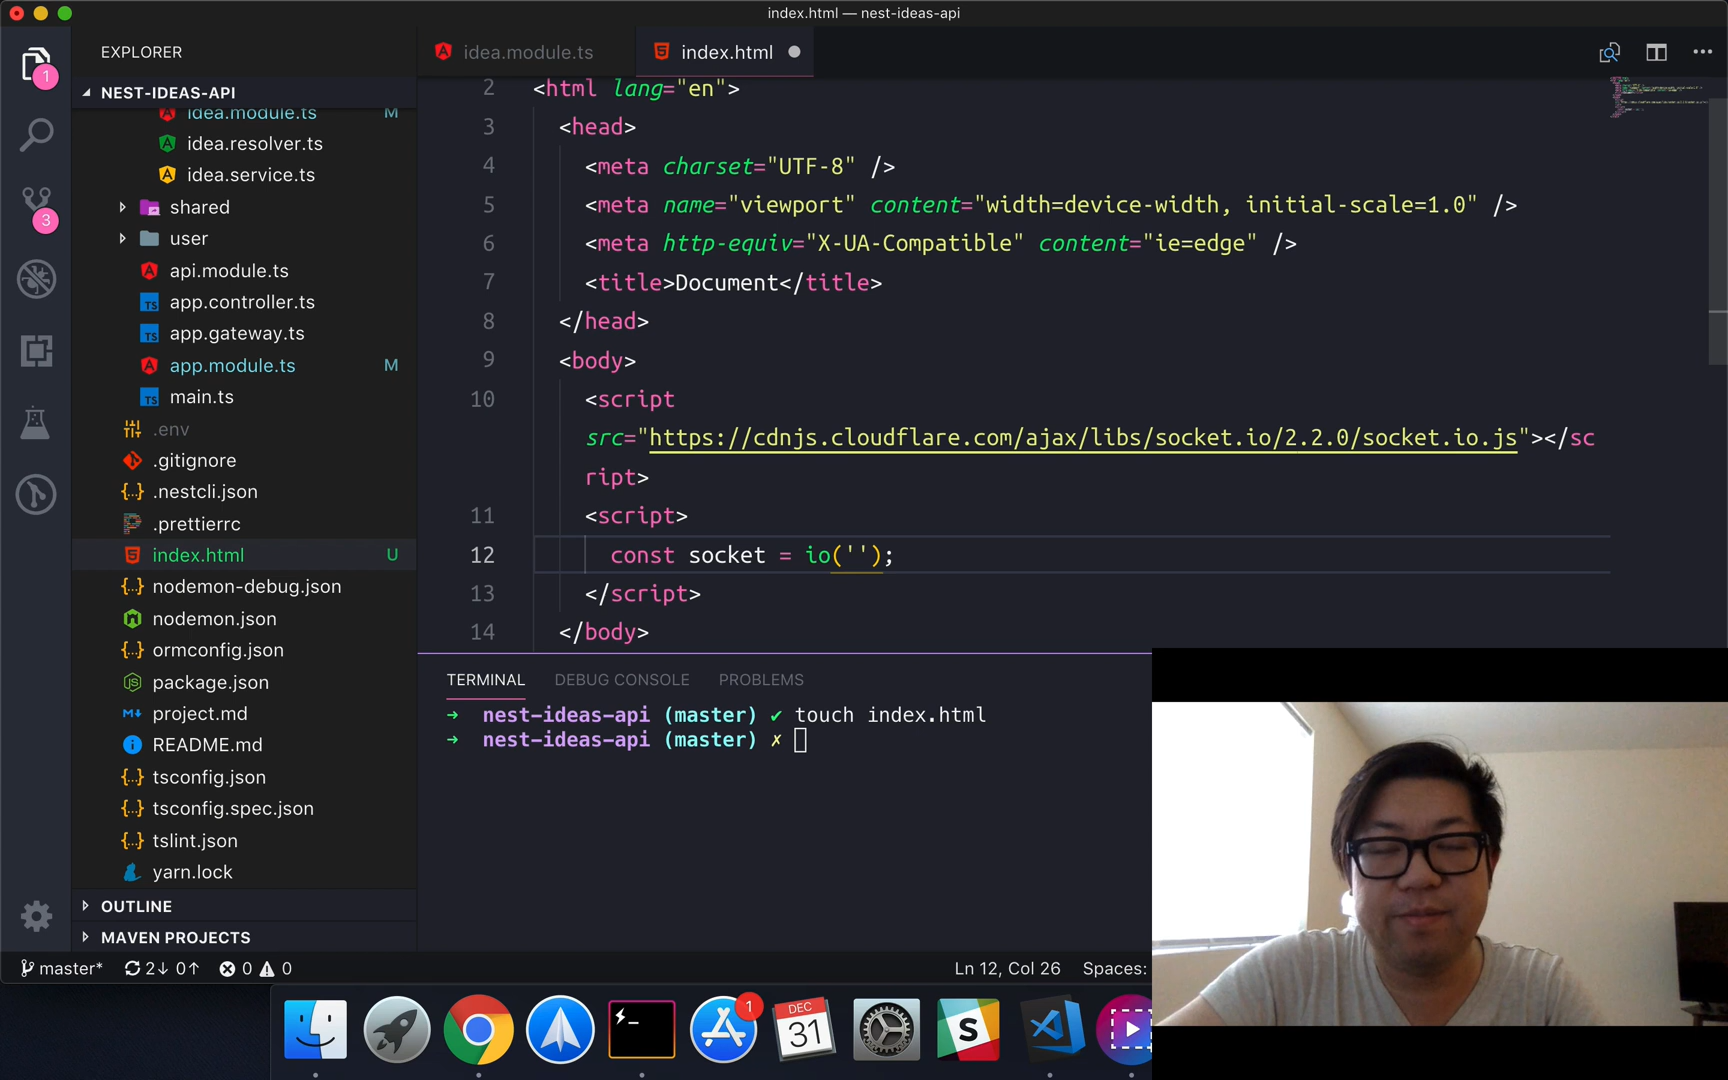 index.html — nest-ideas-api
EXPLORER
1
NEST-IDEAS-API
idea.module.ts M
idea.resolver.ts
idea.service.ts
3
shared
user
api.module.ts
TS app.controller.ts
TS app.gateway.ts
app.module.ts M
TS main.ts
.env
.gitignore
{..} .nestcli.json
.prettierrc
index.html U
{..} nodemon-debug.json
nodemon.json
{..} ormconfig.json
package.json
M+ project.md
README.md
{..} tsconfig.json
{..} tsconfig.spec.json
{..} tslint.json
yarn.lock
OUTLINE
MAVEN PROJECTS
idea.module.ts
index.html
2 <html lang="en">
3 <head>
4 <meta charset="UTF-8" />
5 <meta name="viewport" content="width=device-width, initial-scale=1.0" />
6 <meta http-equiv="X-UA-Compatible" content="ie=edge" />
7 <title>Document</title>
8 </head>
9 <body>
10 <script
src="https://cdnjs.cloudflare.com/ajax/libs/socket.io/2.2.0/socket.io.js"></sc
ript>
11 <script>
12 const socket = io('');
13 </script>
14 </body>
TERMINAL DEBUG CONSOLE PROBLEMS
→ nest-ideas-api (master) ✔ touch index.html
→ nest-ideas-api (master) ✗
master* 2↓ 0↑ 0 0
Ln 12, Col 26 Spaces:
1
DEC
31
S